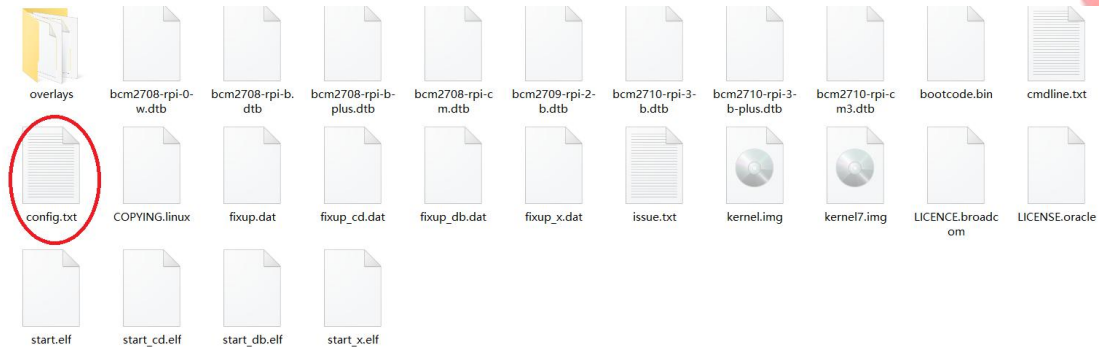 overlays
bcm2708-rpi-0-
w.dtb
bcm2708-rpi-b.
dtb
bcm2708-rpi-b-
plus.dtb
bcm2708-rpi-c
m.dtb
bcm2709-rpi-2-
b.dtb
bcm2710-rpi-3-
b.dtb
bcm2710-rpi-3-
b-plus.dtb
bcm2710-rpi-c
m3.dtb
bootcode.bin
cmdline.txt
config.txt
COPYING.linux
fixup.dat
fixup_cd.dat
fixup_db.dat
fixup_x.dat
issue.txt
kernel.img
kernel7.img
LICENCE.broadc
om
LICENSE.oracle
start.elf
start_cd.elf
start_db.elf
start_x.elf